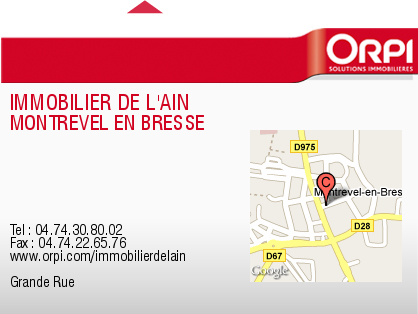 ORPI
SOLUTIONS IMMOBILIÈRES
IMMOBILIER DE L'AIN
MONTREVEL EN BRESSE
D975
C
Montrevel-en-Bres
D28
D67
Google
Tel : 04.74.30.80.02
Fax : 04.74.22.65.76
www.orpi.com/immobilierdelain
Grande Rue